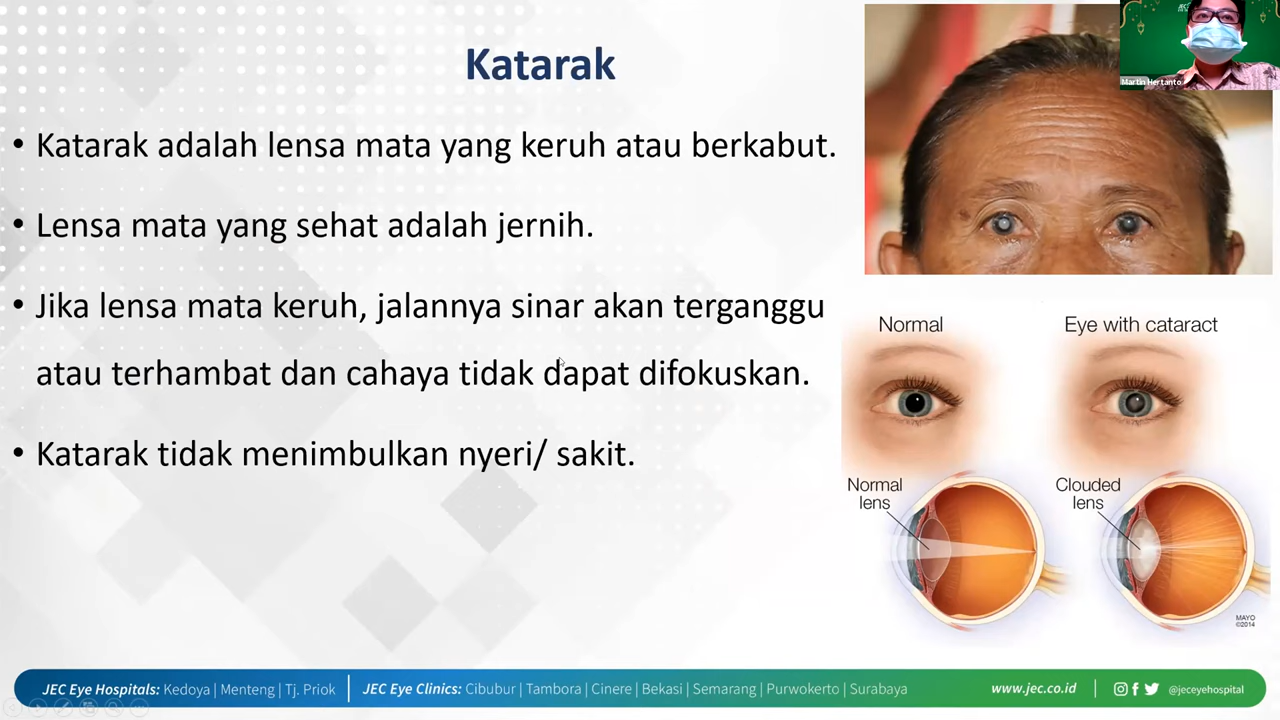 Katarak
• Katarak adalah lensa mata yang keruh atau berkabut.
• Lensa mata yang sehat adalah jernih.
• Jika lensa mata keruh, jalannya sinar akan terganggu
atau terhambat dan cahaya tidak dapat difokuskan.
• Katarak tidak menimbulkan nyeri/ sakit.
Martin Hertanto
Normal
Eye with cataract
Normal
lens
Clouded
lens
MAYO
©2014
JEC Eye Hospitals: Kedoya | Menteng | Tj. Priok
JEC Eye Clinics: Cibubur | Tambora | Cinere | Bekasi | Semarang | Purwokerto | Surabaya
www.jec.co.id
@jeceyehospital